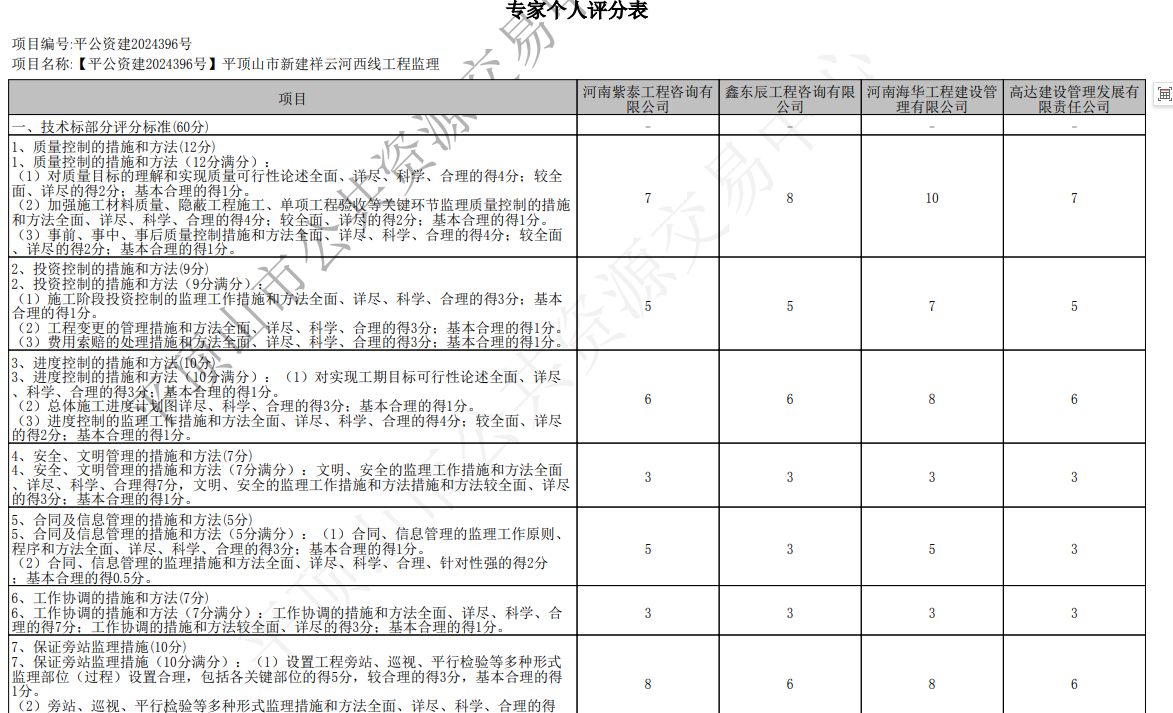 专家个人评分表
项目编号:平公资建2024396号
项目名称:【平公资建2024396号】平顶山市新建祥云河西线工程监理
项目
河南紫泰工程咨询有
限公司
鑫东辰工程咨询有限
公司
河南海华工程建设管
理有限公司
高达建设管理发展有
限责任公司
一、技术标部分评分标准(60分)
- - - -
1、质量控制的措施和方法(12分)
1、质量控制的措施和方法（12分满分）:
（1）对质量目标的理解和实现质量可行性论述全面、详尽、科学、合理的得4分；较全
面、详尽的得2分；基本合理的得1分。
（2）加强施工材料质量、隐蔽工程施工、单项工程验收等关键环节监理质量控制的措施
和方法全面、详尽、科学、合理的得4分；较全面、详尽的得2分；基本合理的得1分。
（3）事前、事中、事后质量控制措施和方法全面、详尽、科学、合理的得4分；较全面
、详尽的得2分；基本合理的得1分。
7 8 10 7
2、投资控制的措施和方法(9分)
2、投资控制的措施和方法（9分满分）:
（1）施工阶段投资控制的监理工作措施和方法全面、详尽、科学、合理的得3分；基本
合理的得1分。
（2）工程变更的管理措施和方法全面、详尽、科学、合理的得3分；基本合理的得1分。
（3）费用索赔的处理措施和方法全面、详尽、科学、合理的得3分；基本合理的得1分。
5 5 7 5
3、进度控制的措施和方法(10分)
3、进度控制的措施和方法（10分满分）:（1）对实现工期目标可行性论述全面、详尽
、科学、合理的得3分；基本合理的得1分。
（2）总体施工进度计划图详尽、科学、合理的得3分；基本合理的得1分。
（3）进度控制的监理工作措施和方法全面、详尽、科学、合理的得4分；较全面、详尽
的得2分；基本合理的得1分。
6 6 8 6
4、安全、文明管理的措施和方法(7分)
4、安全、文明管理的措施和方法（7分满分）:文明、安全的监理工作措施和方法全面
、详尽、科学、合理得7分，文明、安全的监理工作措施和方法措施和方法较全面、详尽
的得3分；基本合理的得1分。
3 3 3 3
5、合同及信息管理的措施和方法(5分)
5、合同及信息管理的措施和方法（5分满分）:（1）合同、信息管理的监理工作原则、
程序和方法全面、详尽、科学、合理的得3分；基本合理的得1分。
（2）合同、信息管理的监理措施和方法全面、详尽、科学、合理、针对性强的得2分
；基本合理的得0.5分。
5 3 5 3
6、工作协调的措施和方法(7分)
6、工作协调的措施和方法（7分满分）:工作协调的措施和方法全面、详尽、科学、合
理的得7分；工作协调的措施和方法较全面、详尽的得3分；基本合理的得1分。
3 3 3 3
7、保证旁站监理措施(10分)
7、保证旁站监理措施（10分满分）:（1）设置工程旁站、巡视、平行检验等多种形式
监理部位（过程）设置合理，包括各关键部位的得5分，较合理的得3分，基本合理的得
1分。
（2）旁站、巡视、平行检验等多种形式监理措施和方法全面、详尽、科学、合理的得
8 6 8 6
平顶山市公共资源交易
平顶山市公共资源交易中心